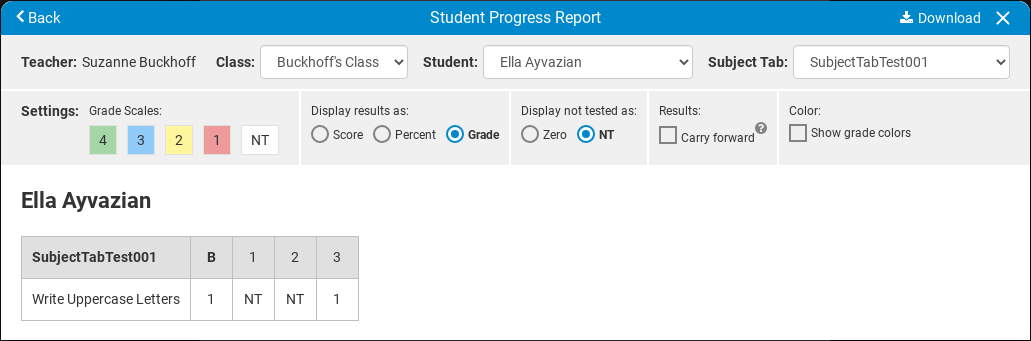 Back Student Progress Report Download
Teacher: Suzanne Buckhoff Class: Buckhoff's Class Student: Ella Ayvazian Subject Tab: SubjectTabTest001
Settings: Grade Scales: Display results as: Display not tested as: Results: Color:
4 3 2 1 NT Score Percent Grade Zero NT Carry forward ? Show grade colors
Ella Ayvazian
SubjectTabTest001 B 1 2 3
Write Uppercase Letters 1 NT NT 1